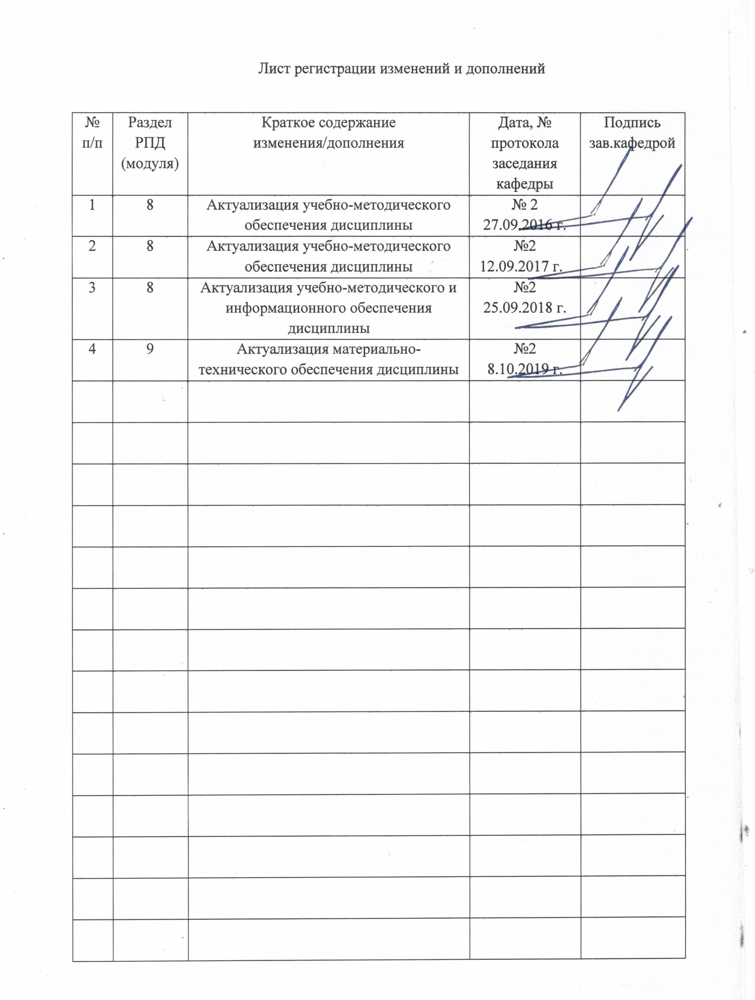 Лист регистрации изменений и дополнений
№
п/п
Раздел
РПД
(модуля)
Краткое содержание
изменения/дополнения
Дата, №
протокола
заседания
кафедры
Подпись
зав.кафедрой
1
8
Актуализация учебно-методического
обеспечения дисциплины
№ 2
27.09.2016 г.
2
8
Актуализация учебно-методического
обеспечения дисциплины
№2
12.09.2017 г.
3
8
Актуализация учебно-методического и
информационного обеспечения
дисциплины
№2
25.09.2018 г.
4
9
Актуализация материально-
технического обеспечения дисциплины
№2
8.10.2019 г.